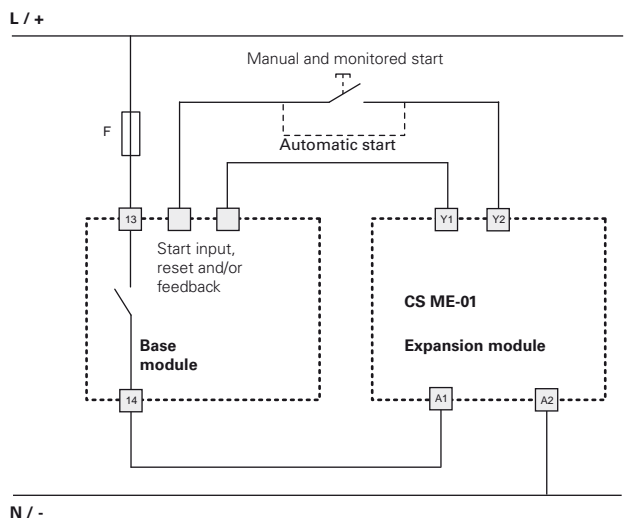 L / +
Manual and monitored start
F
Automatic start
13
Y1
Y2
Start input,
reset and/or
feedback
CS ME-01
Base
module
Expansion module
14
A1
A2
N / -